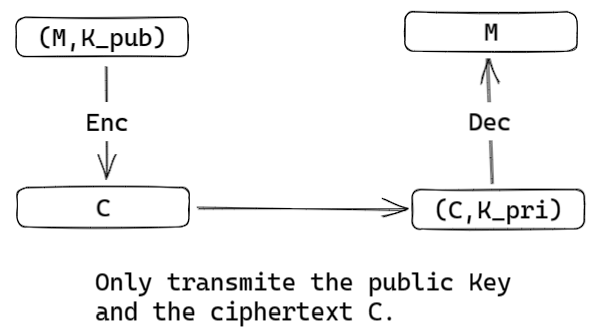 (M,K_pub)
M
Enc
Dec
C
(C,K_pri)
Only transmite the public Key
and the ciphertext C.